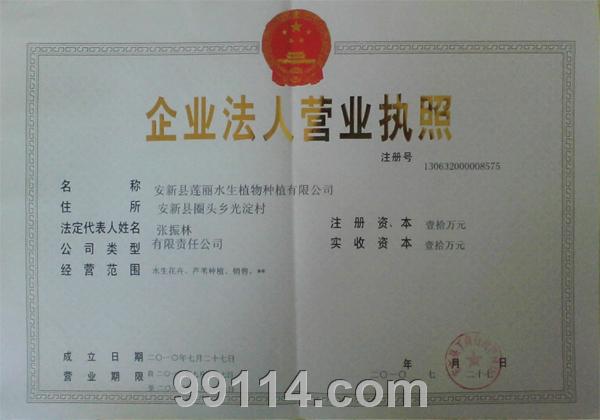 企业法人营业执照
注册号 130632000008575
名称 安新县莲丽水生植物种植有限公司
住所 安新县圈头乡光淀村
法定代表人姓名 张振林
注册资本 壹拾万元
公司类型 有限责任公司
实收资本 壹拾万元
经营范围 水生花卉、芦苇种植、销售。**
成立日期 二〇一〇年七月二十七日
营业期限
年 月 日
二〇一〇 七 二十七
99114.com